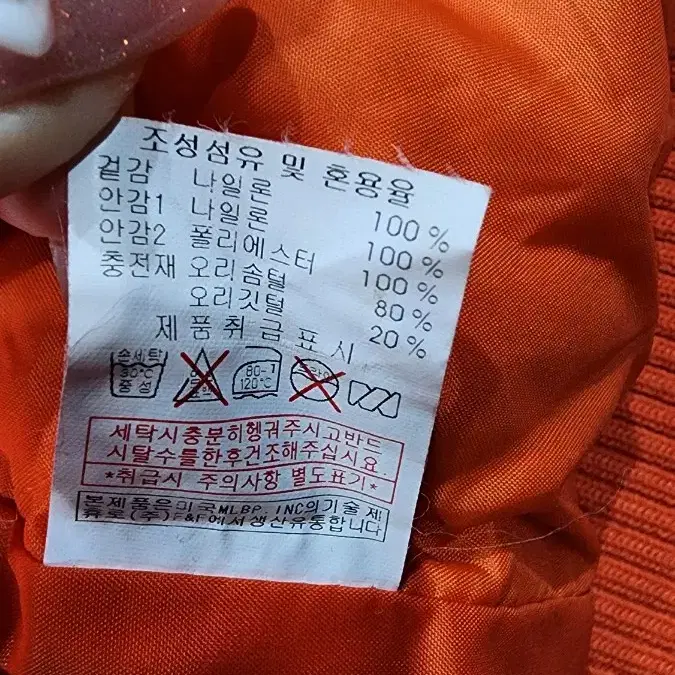 조성섬유 및 혼용율
겉감 나일론 100 %
안감1 나일론 100 %
안감2 폴리에스터 100 %
충전재 오리솜털 80 %
오리깃털 20 %
제품취급표시
손세탁
30℃
중성
80~1
120℃
세탁시충분히헹궈주시고반드
시탈수틀한후건조해주십시요.
*취급시 주의사항 별도표기*
본제품은미국MLBP, INC의기술제
휴로(주)F&F에서생산유통합니다.